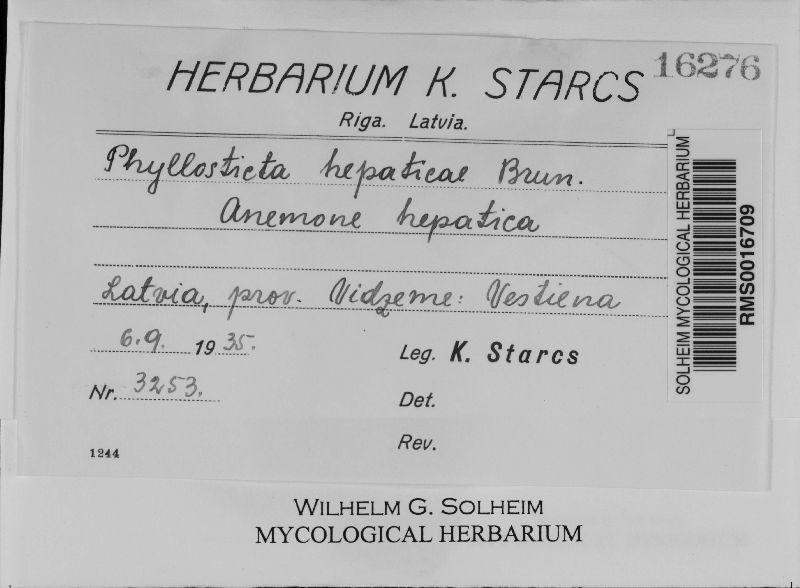 HERBARIUM K. STARCS
16276
Riga. Latvia.
Phyllosticta hepaticae Brun.
Anemone hepatica
Latvia, prov. Vidzeme: Vestiena
6.9. 1935.
Leg. K. Starcs
Nr. 3253.
Det.
Rev.
1244
SOLHEIM MYCOLOGICAL HERBARIUM
RMS0016709
WILHELM G. SOLHEIM
MYCOLOGICAL HERBARIUM